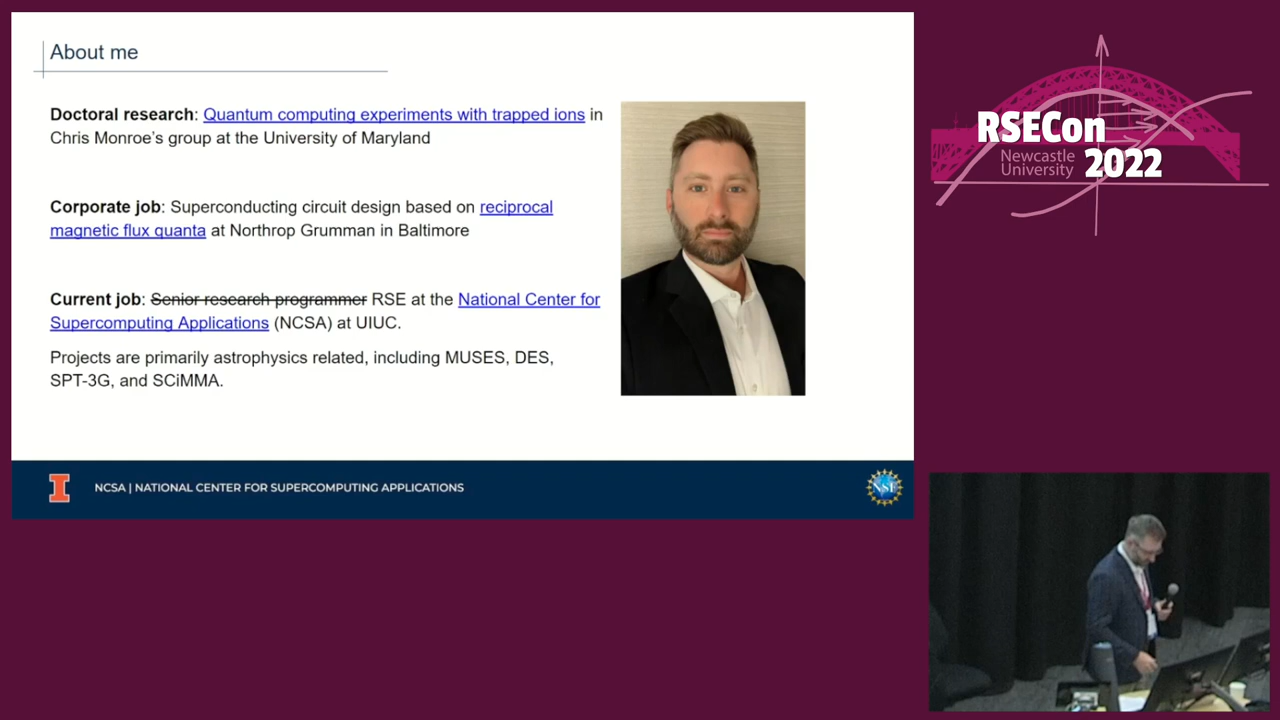 About me
Doctoral research: Quantum computing experiments with trapped ions in
Chris Monroe's group at the University of Maryland
Corporate job: Superconducting circuit design based on reciprocal
magnetic flux quanta at Northrop Grumman in Baltimore
Current job: Senior research programmer RSE at the National Center for
Supercomputing Applications (NCSA) at UIUC.
Projects are primarily astrophysics related, including MUSES, DES,
SPT-3G, and SCiMMA.
I
NCSA | NATIONAL CENTER FOR SUPERCOMPUTING APPLICATIONS
NSF
RSECon
Newcastle
University
2022